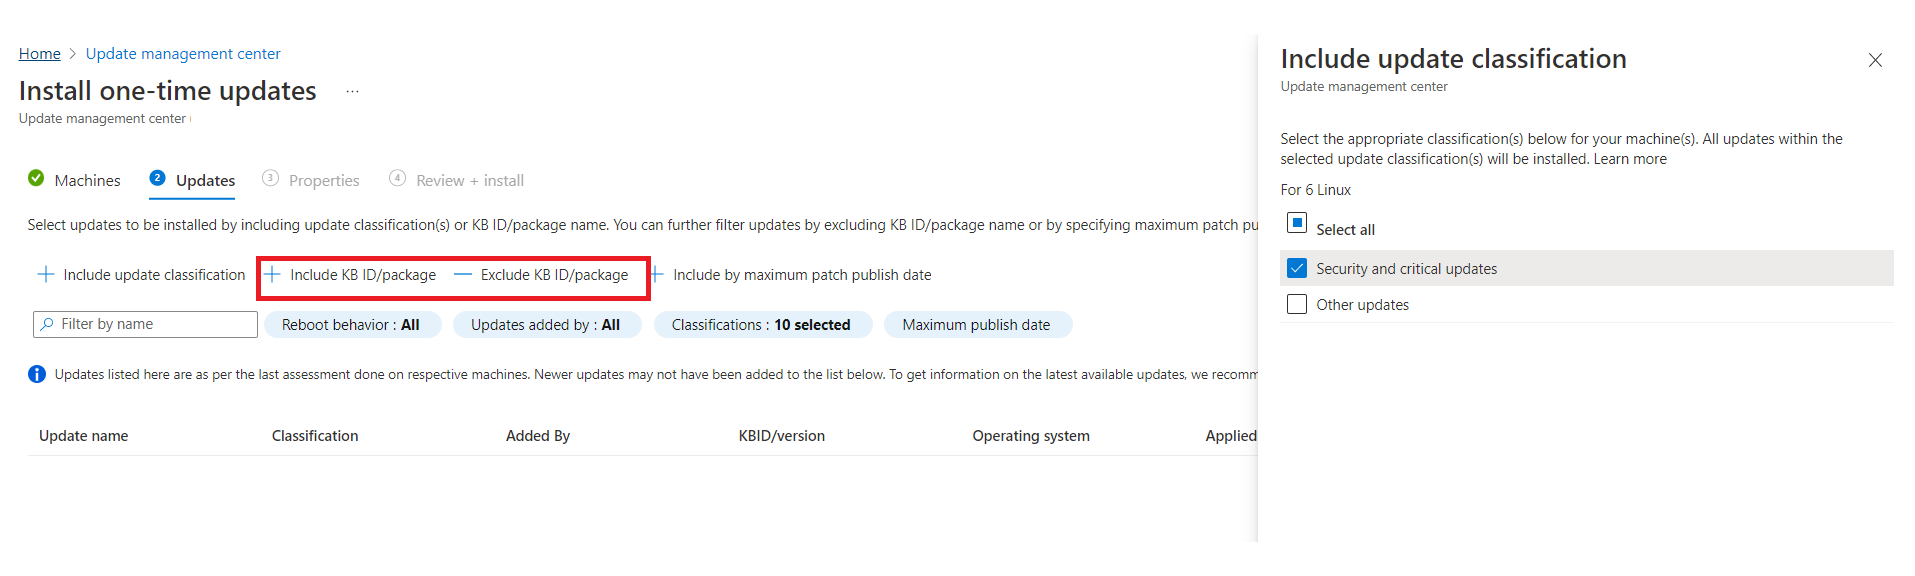 Home > Update management center
Install one-time updates ...
Update management center
Machines 2 Updates 3 Properties 4 Review + install
Select updates to be installed by including update classification(s) or KB ID/package name. You can further filter updates by excluding KB ID/package name or by specifying maximum patch pu
+ Include update classification + Include KB ID/package — Exclude KB ID/package + Include by maximum patch publish date
Filter by name Reboot behavior : All Updates added by : All Classifications : 10 selected Maximum publish date
Updates listed here are as per the last assessment done on respective machines. Newer updates may not have been added to the list below. To get information on the latest available updates, we recomm
Update name Classification Added By KBID/version Operating system Applied
Include update classification
Update management center
Select the appropriate classification(s) below for your machine(s). All updates within the
selected update classification(s) will be installed. Learn more
For 6 Linux
Select all
Security and critical updates
Other updates